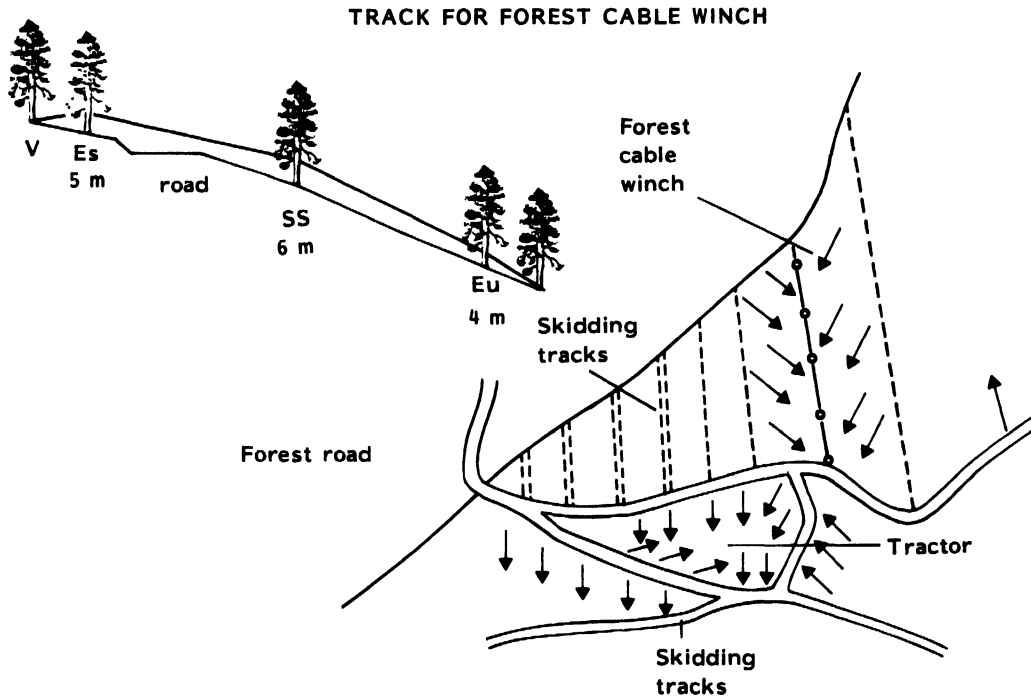 TRACK FOR FOREST CABLE WINCH
V
Es
5 m
road
SS
6 m
Eu
4 m
Forest
cable
winch
Skidding
tracks
Forest road
Tractor
Skidding
tracks